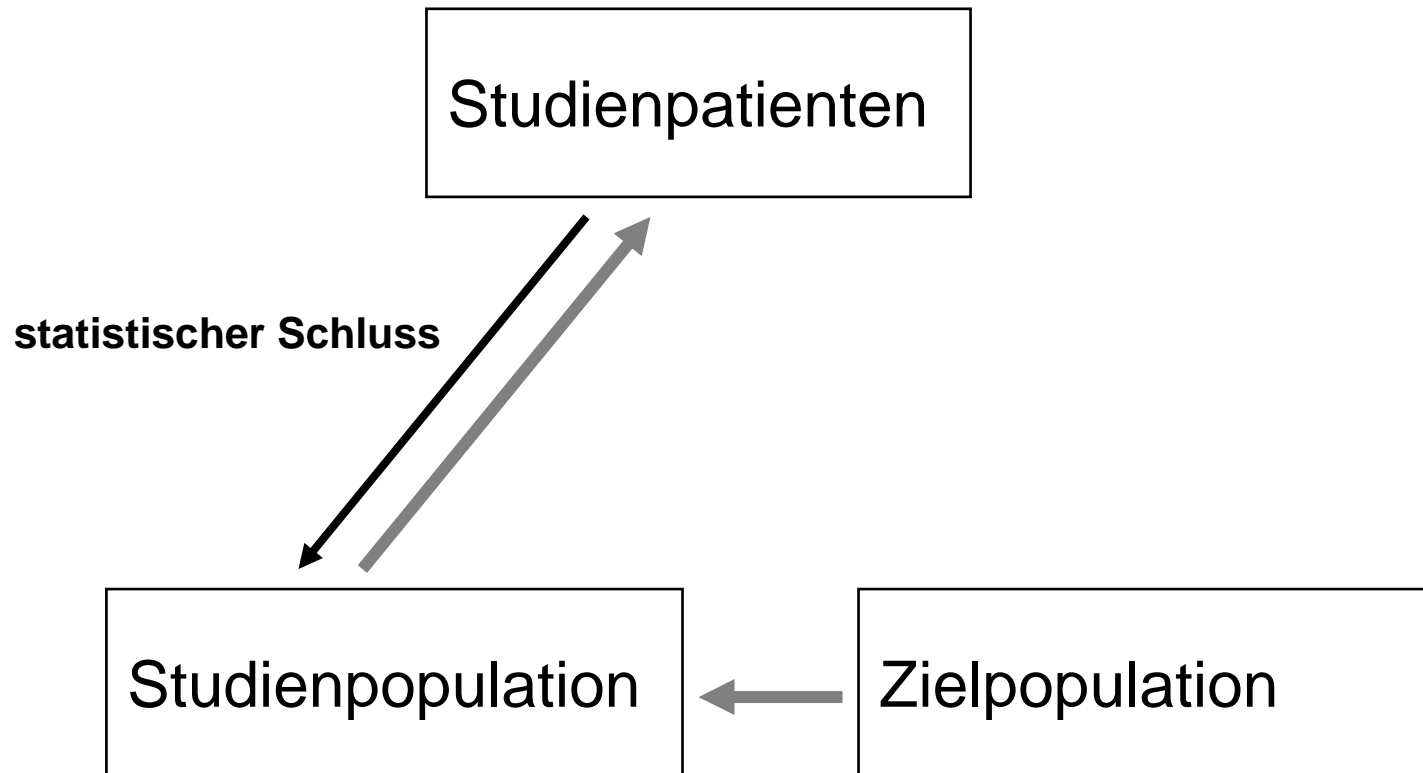 Studienpatienten
statistischer Schluss
Studienpopulation
Zielpopulation